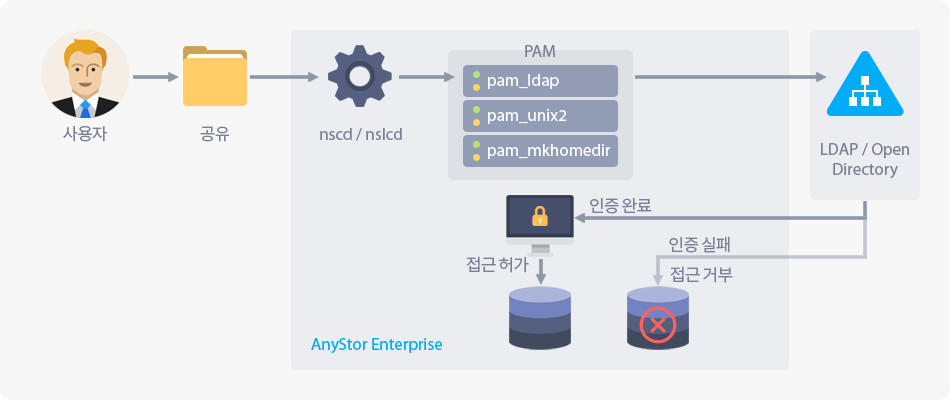 사용자
공유
nscd / nslcd
PAM
pam_ldap
pam_unix2
pam_mkhomedir
LDAP / Open
Directory
인증 완료
인증 실패
접근 허가
접근 거부
AnyStor Enterprise